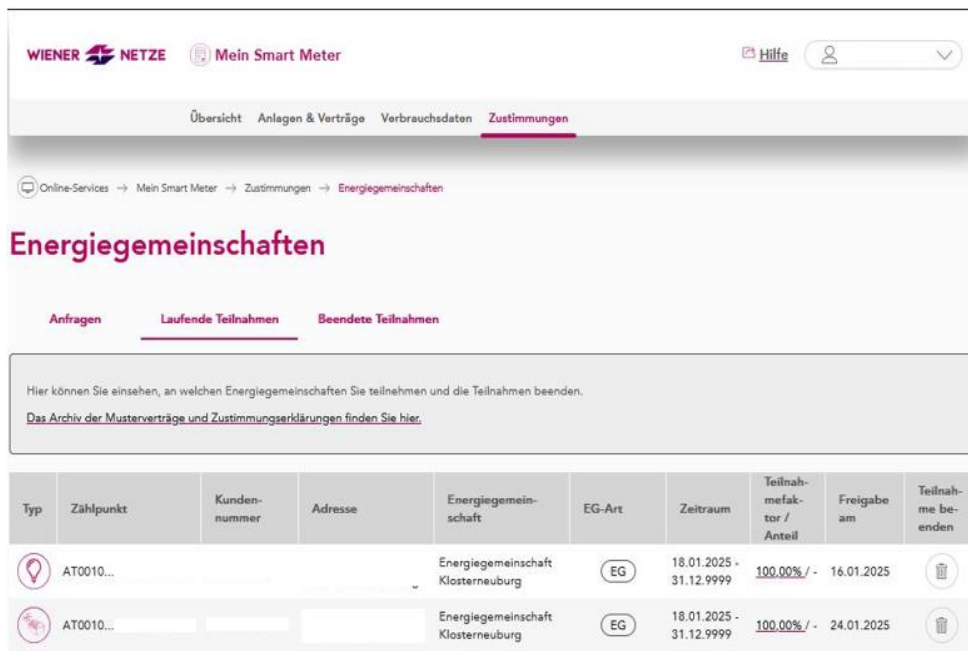 WIENER NETZE Mein Smart Meter Hilfe
Übersicht Anlagen & Verträge Verbrauchsdaten Zustimmungen
Online-Services → Mein Smart Meter → Zustimmungen → Energiegemeinschaften
Energiegemeinschaften
Anfragen Laufende Teilnahmen Beendete Teilnahmen
Hier können Sie einsehen, an welchen Energiegemeinschaften Sie teilnehmen und die Teilnahmen beenden.
Das Archiv der Musterverträge und Zustimmungserklärungen finden Sie hier.
Typ
Zählpunkt
Kunden-
nummer
Adresse
Energiegemein-
schaft
EG-Art
Zeitraum
Teilnah-
mefak-
tor /
Anteil
Freigabe
am
Teilnah-
me be-
enden
AT0010...
Energiegemeinschaft
Klosterneuburg
EG
18.01.2025 -
31.12.9999
100,00% / -
16.01.2025
AT0010...
Energiegemeinschaft
Klosterneuburg
EG
18.01.2025 -
31.12.9999
100,00% / -
24.01.2025